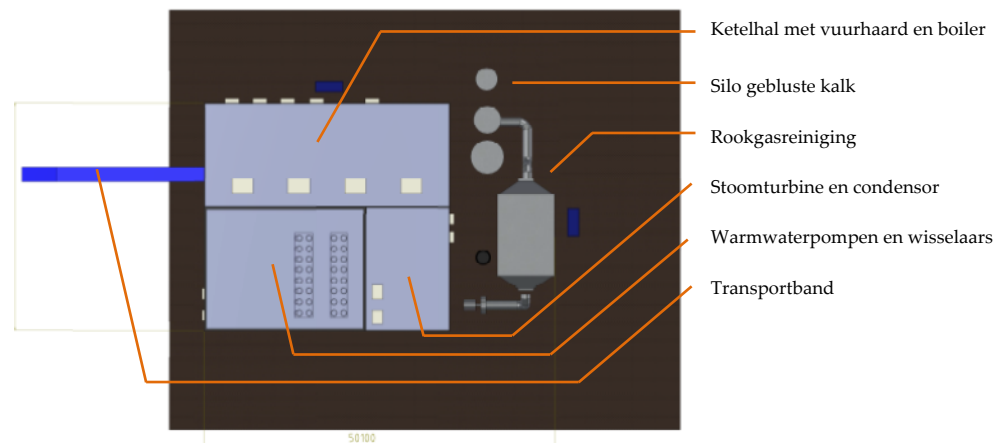 Ketelhal met vuurhaard en boiler
Silo gebluste kalk
Rookgasreiniging
Stoomturbine en condensor
Warmwaterpompen en wisselaars
Transportband
50100